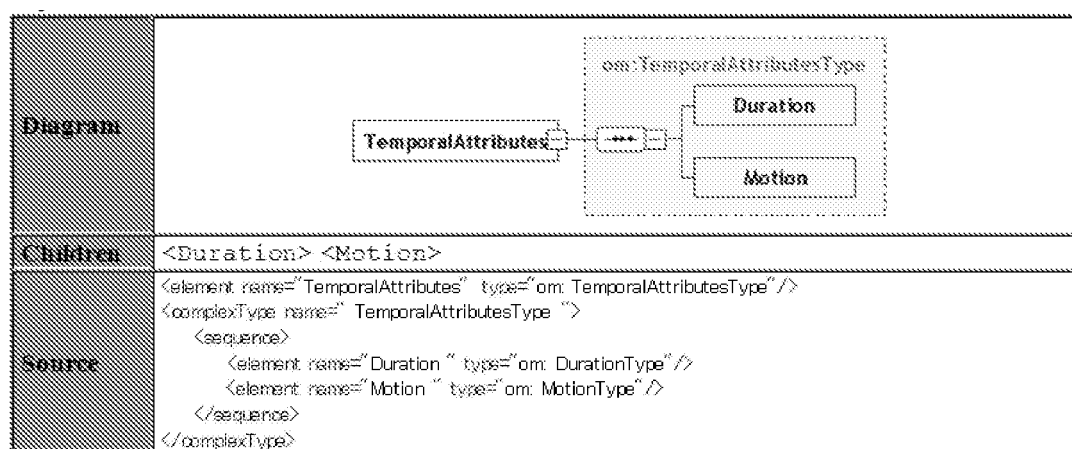 Diagram
om:TemporalAttributesType
Duration
TemporalAttributes
Motion
Children
<Duration> <Motion>
Source
<element name="TemporalAttributes" type="om: TemporalAttributesType"/>
<complexType name=" TemporalAttributesType ">
<sequence>
<element name="Duration " type="om: DurationType"/>
<element name="Motion " type="om: MotionType"/>
</sequence>
</complexType>